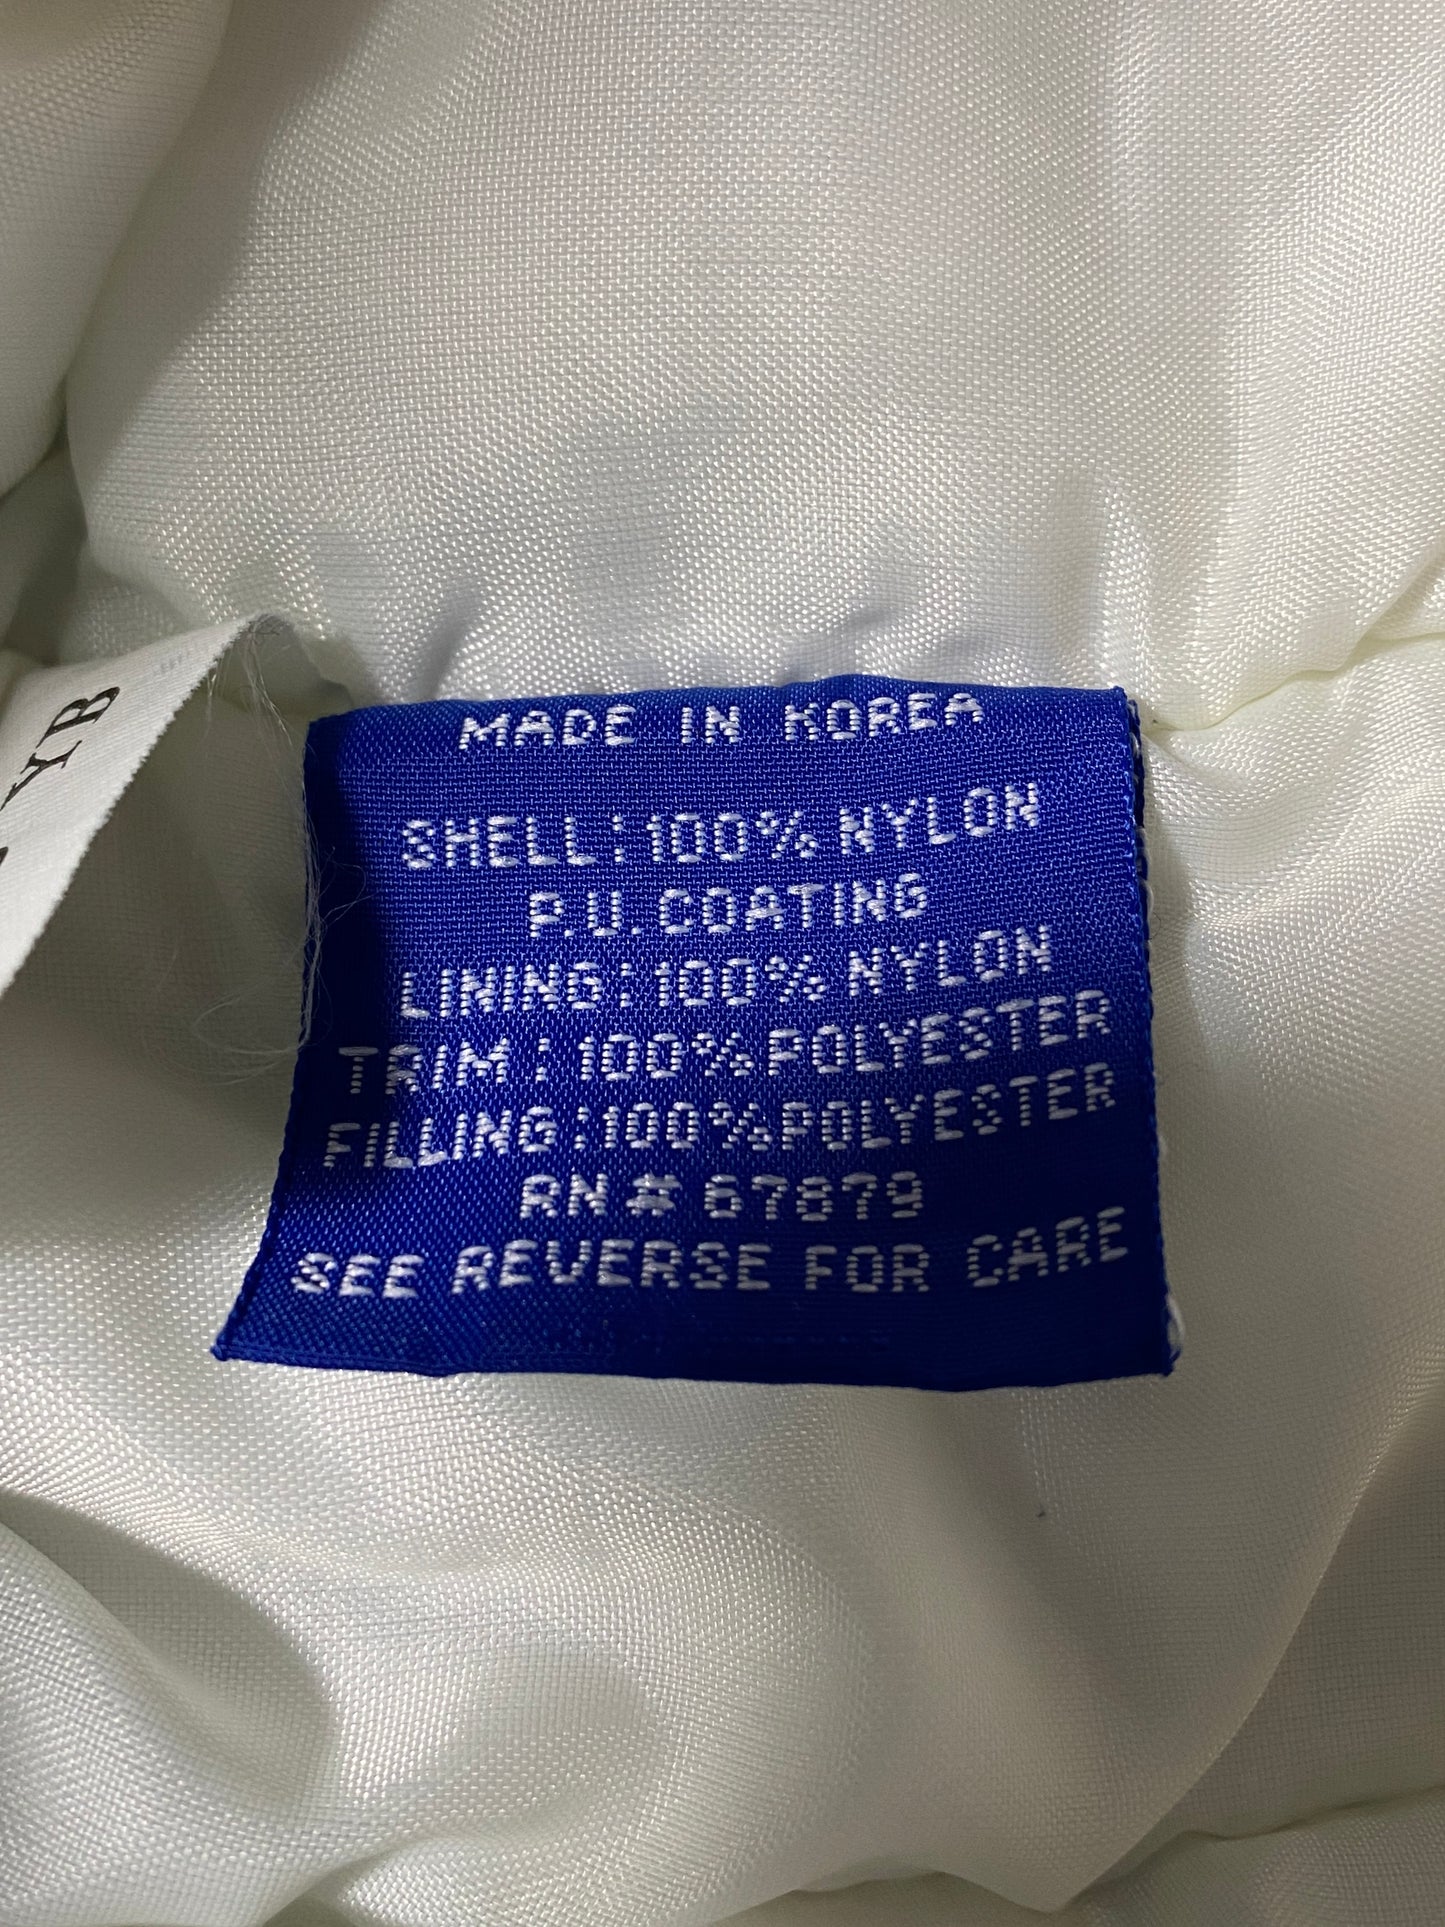 MADE IN KOREA
SHELL: 100% NYLON
P.U. COATING
LINING: 100% NYLON
TRIM: 100% POLYESTER
FILLING: 100% POLYESTER
RN# 67879
SEE REVERSE FOR CARE
YB